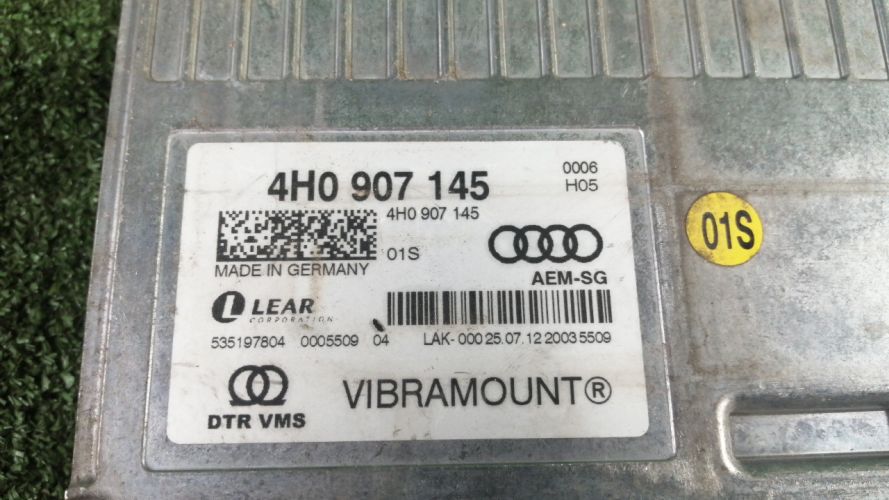 4H0 907 145
0006
H05
4H0 907 145
01S
MADE IN GERMANY
AEM-SG
LEAR
CORPORATION
535197804 0005509 04
LAK- 000 25.07.12 2003 5509
DTR VMS
VIBRAMOUNT®
01S